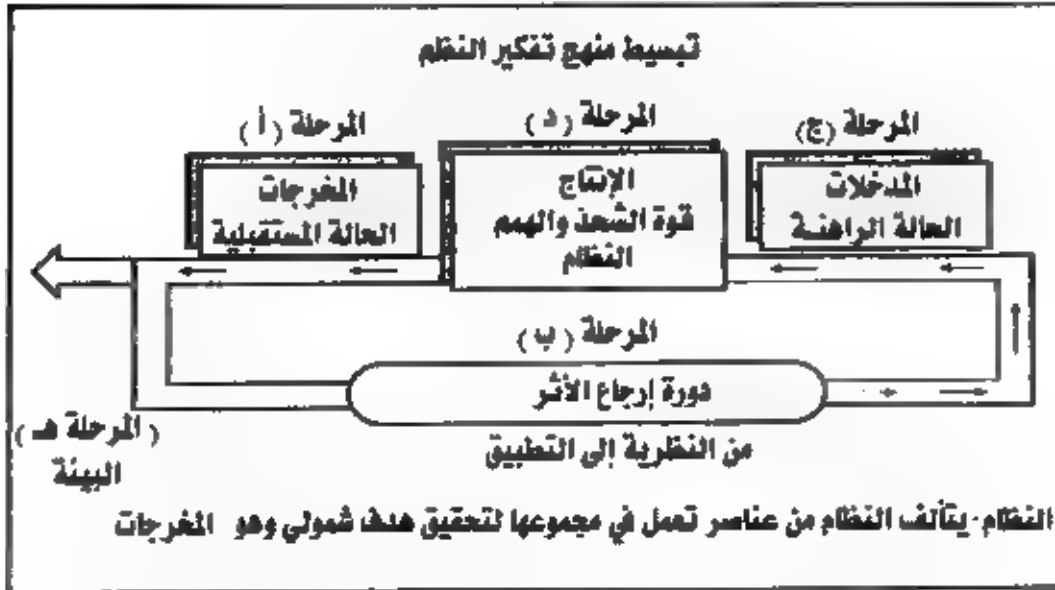 تبسيط منهج تفكير النظم
المرحلة (ج)
المرحلة (د)
المرحلة (أ)
المدخلات
الحالة الراهنة
الإنتاج
قوة الشحذ والهمم
النظام
المخرجات
الحالة المستقبلية
المرحلة (ب)
دورة إرجاع الأثر
من النظرية إلى التطبيق
(المرحلة هـ)
البيئة
النظام - يتألف النظام من عناصر تعمل في مجموعها لتحقيق هدف شمولي وهو المخرجات